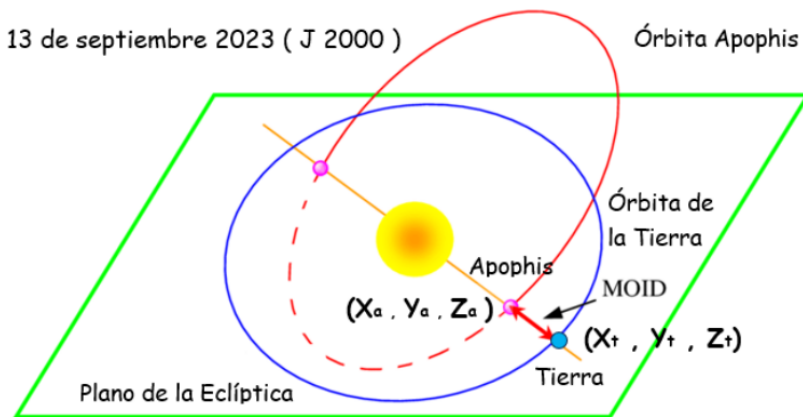 13 de septiembre 2023 ( J 2000 )
Órbita Apophis
Órbita de
la Tierra
Apophis
MOID
(Xa , Ya , Za )
(Xt , Yt , Zt)
Tierra
Plano de la Eclíptica